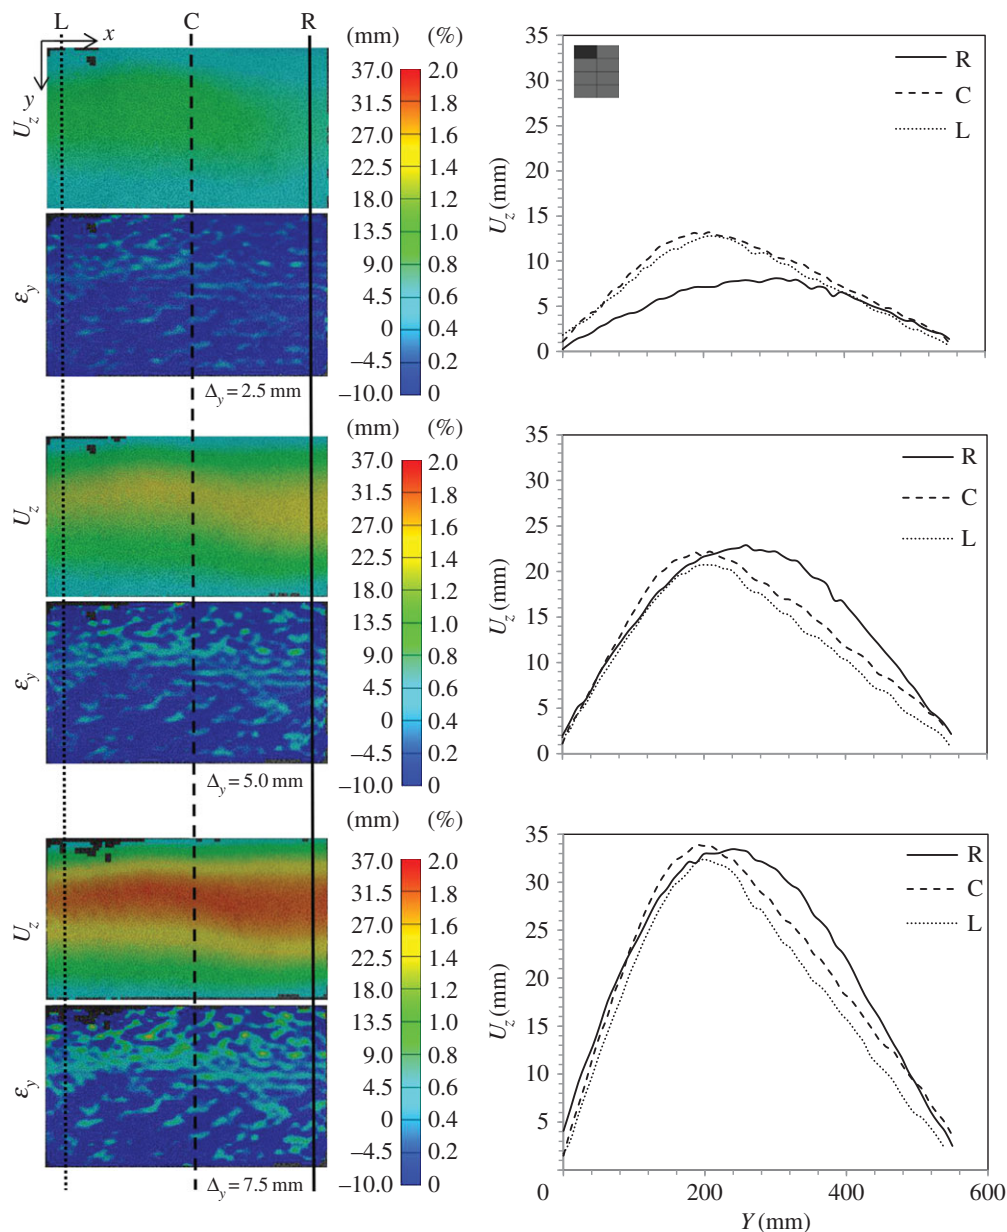 L C R
x
y
(mm) (%)
37.0 2.0
31.5 1.8
27.0 1.6
22.5 1.4
18.0 1.2
13.5 1.0
9.0 0.8
4.5 0.6
0 0.4
–4.5 0.2
–10.0 0
U_z
ε_y
Δ_y = 2.5 mm
35
30
25
20
15
10
5
0
U_z (mm)
R
C
L
(mm) (%)
37.0 2.0
31.5 1.8
27.0 1.6
22.5 1.4
18.0 1.2
13.5 1.0
9.0 0.8
4.5 0.6
0 0.4
–4.5 0.2
–10.0 0
U_z
ε_y
Δ_y = 5.0 mm
35
30
25
20
15
10
5
0
U_z (mm)
R
C
L
(mm) (%)
37.0 2.0
31.5 1.8
27.0 1.6
22.5 1.4
18.0 1.2
13.5 1.0
9.0 0.8
4.5 0.6
0 0.4
–4.5 0.2
–10.0 0
U_z
ε_y
Δ_y = 7.5 mm
35
30
25
20
15
10
5
U_z (mm)
R
C
L
0 200 400 600
Y (mm)